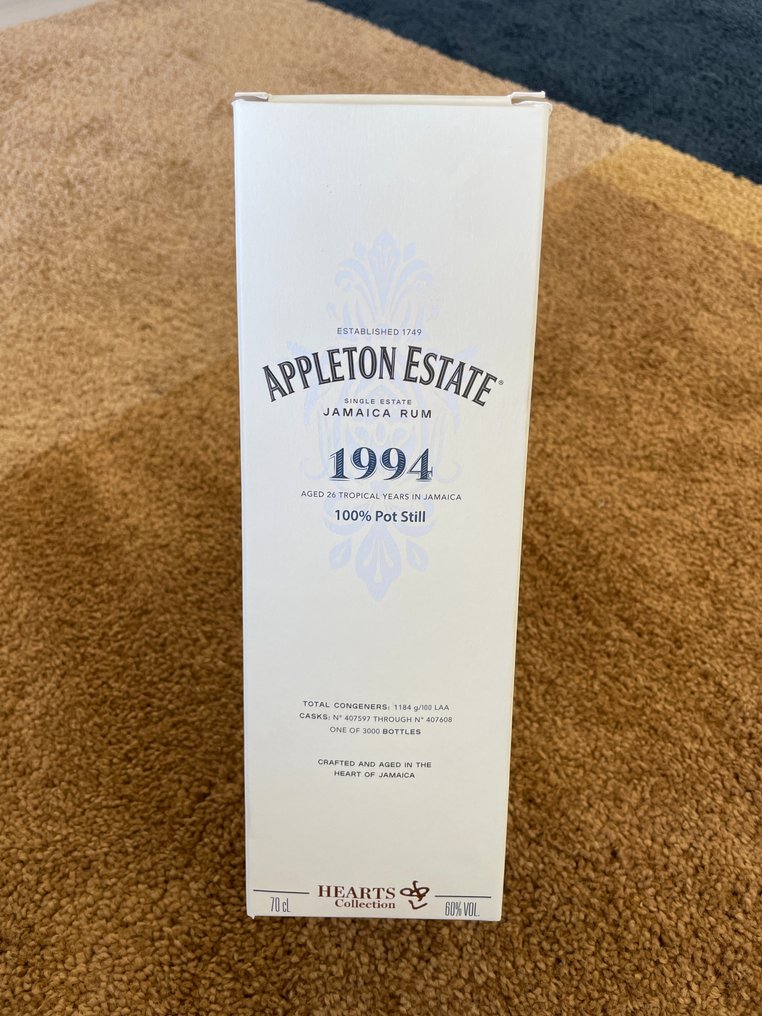 ESTABLISHED 1749
APPLETON ESTATE®
SINGLE ESTATE
JAMAICA RUM
1994
AGED 26 TROPICAL YEARS IN JAMAICA
100% Pot Still
TOTAL CONGENERS: 1184 g/100 LAA
CASKS: N° 407597 THROUGH N° 407608
ONE OF 3000 BOTTLES
CRAFTED AND AGED IN THE
HEART OF JAMAICA
HEARTS
Collection
70 cL 60% VOL.